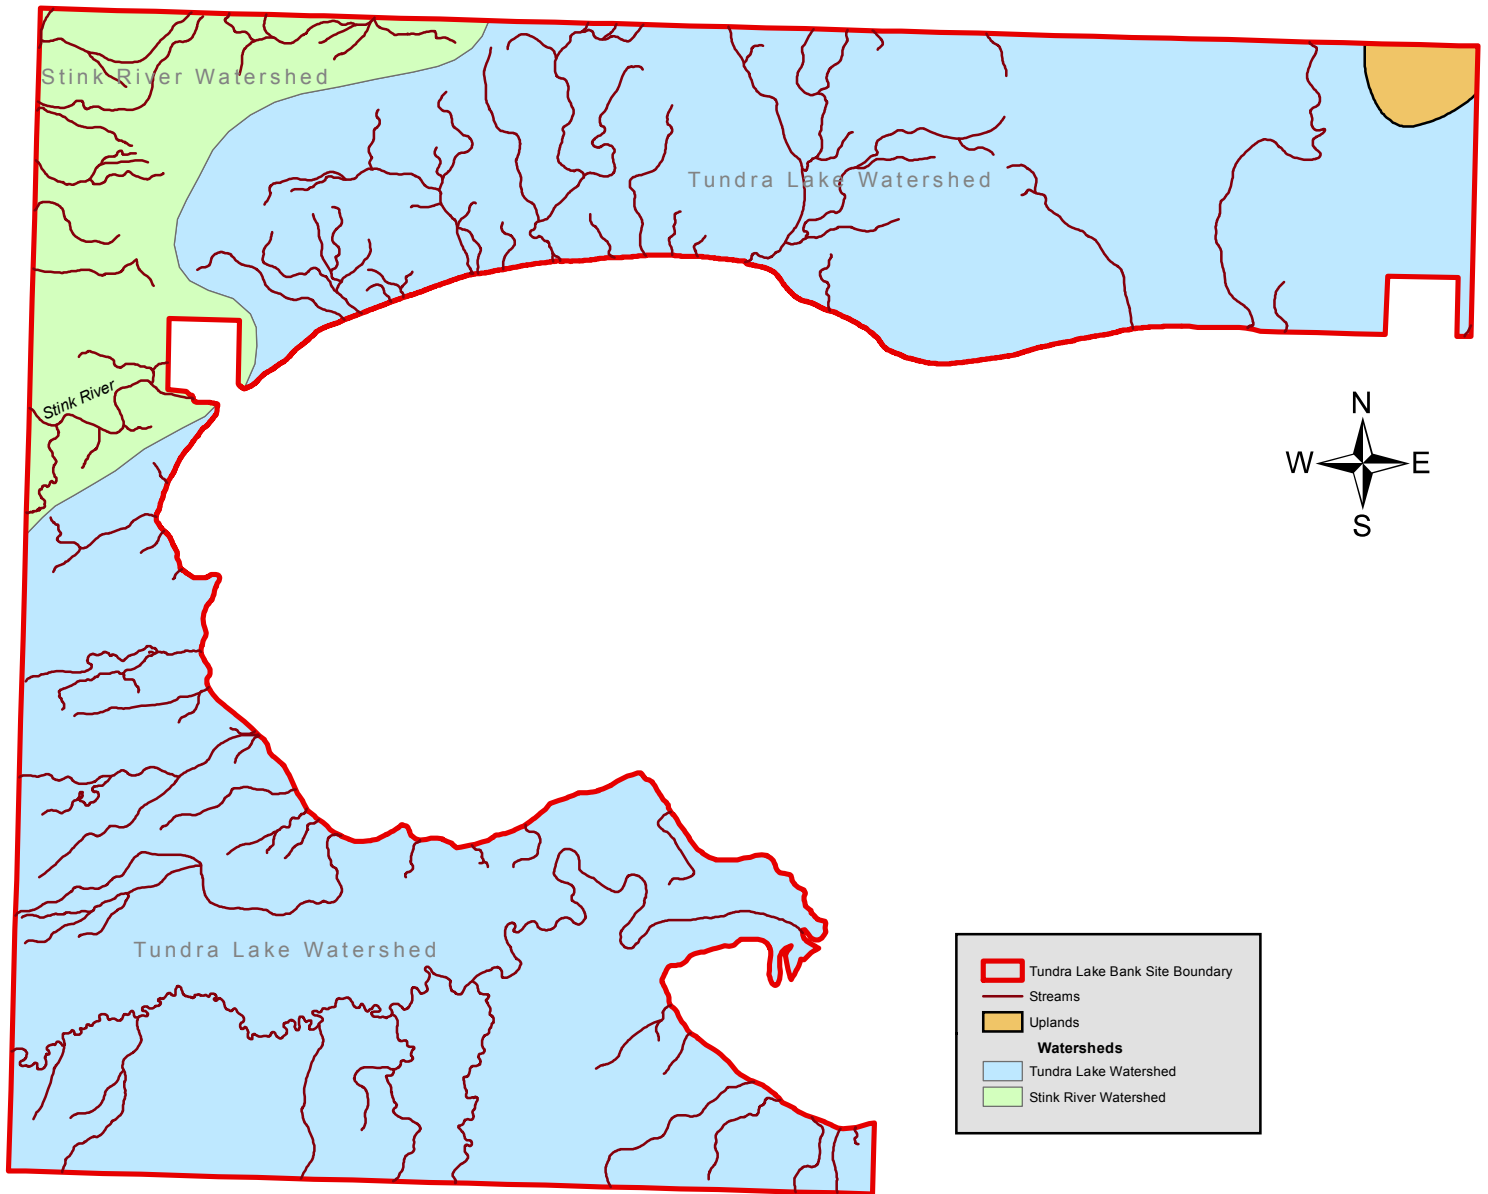 Stink River Watershed
Tundra Lake Watershed
Stink River
N
W
E
S
Tundra Lake Watershed
Tundra Lake Bank Site Boundary
Streams
Uplands
Watersheds
Tundra Lake Watershed
Stink River Watershed